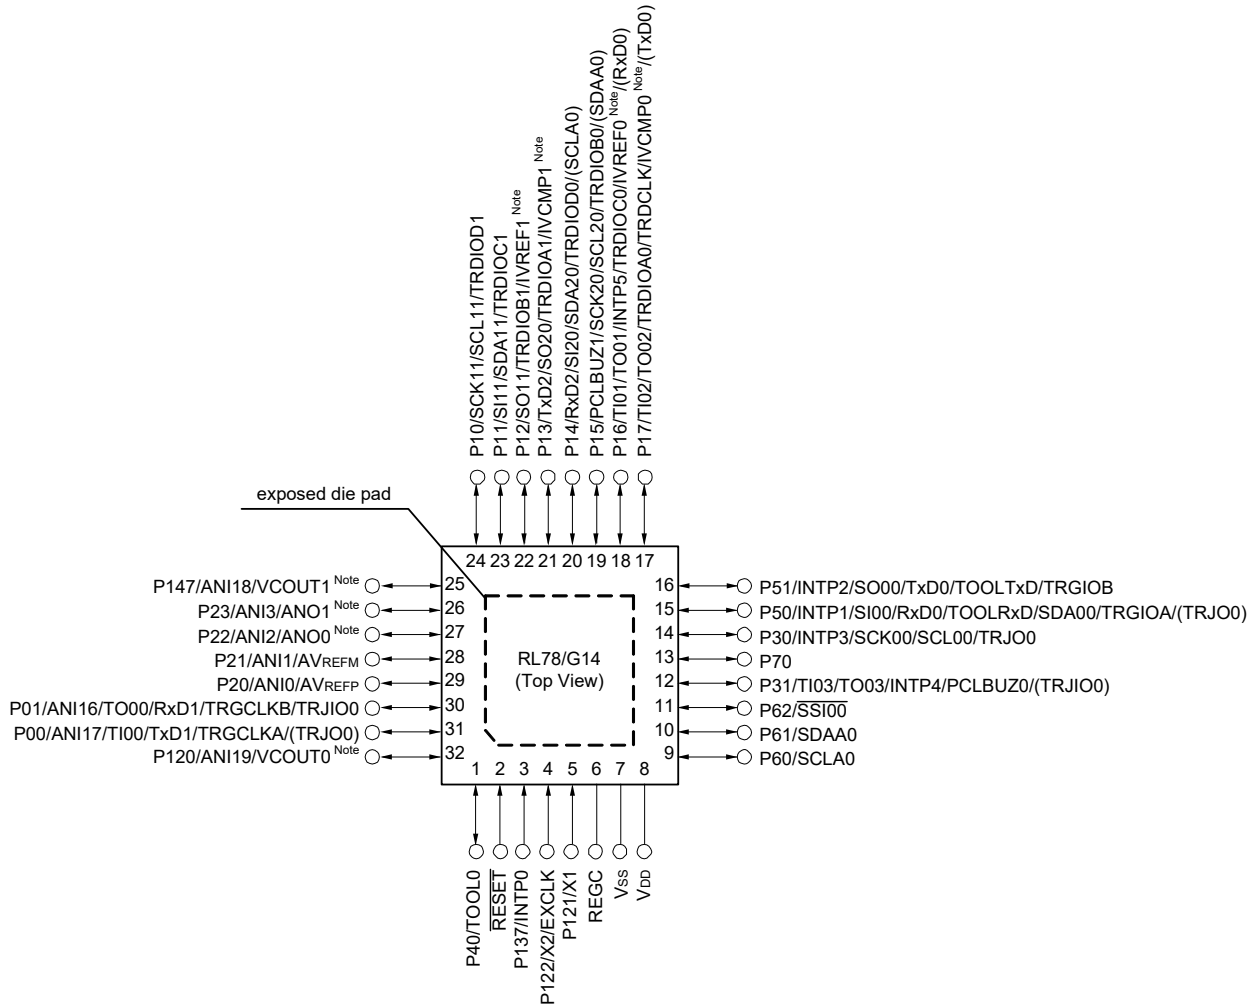 P10/SCK11/SCL11/TRDIOD1
P11/SI11/SDA11/TRDIOC1
P12/SO11/TRDIOB1/IVREF1 Note
P13/TxD2/SO20/TRDIOA1/IVCMP1 Note
P14/RxD2/SI20/SDA20/TRDIOD0/(SCLA0)
P15/PCLBUZ1/SCK20/SCL20/TRDIOB0/(SDAA0)
P16/TI01/TO01/INTP5/TRDIOC0/IVREF0 Note/(RxD0)
P17/TI02/TO02/TRDIOA0/TRDCLK/IVCMP0 Note/(TxD0)
exposed die pad
24 23 22 21 20 19 18 17
P147/ANI18/VCOUT1 Note 25
P23/ANI3/ANO1 Note 26
P22/ANI2/ANO0 Note 27
P21/ANI1/AVREFM 28
P20/ANI0/AVREFP 29
P01/ANI16/TO00/RxD1/TRGCLKB/TRJIO0 30
P00/ANI17/TI00/TxD1/TRGCLKA/(TRJO0) 31
P120/ANI19/VCOUT0 Note 32
RL78/G14
(Top View)
16 P51/INTP2/SO00/TxD0/TOOLTxD/TRGIOB
15 P50/INTP1/SI00/RxD0/TOOLRxD/SDA00/TRGIOA/(TRJO0)
14 P30/INTP3/SCK00/SCL00/TRJO0
13 P70
12 P31/TI03/TO03/INTP4/PCLBUZ0/(TRJIO0)
11 P62/SSI00
10 P61/SDAA0
9 P60/SCLA0
1 2 3 4 5 6 7 8
P40/TOOL0
RESET
P137/INTP0
P122/X2/EXCLK
P121/X1
REGC
VSS
VDD